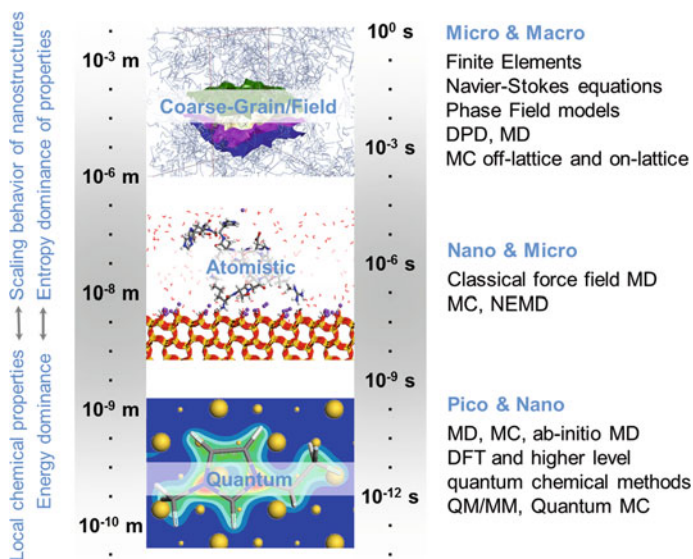 Scaling behavior of nanostructures
Entropy dominance of properties
Local chemical properties
Energy dominance
10⁻³ m
10⁻⁶ m
10⁻⁸ m
10⁻⁹ m
10⁻¹⁰ m
Coarse-Grain/Field
Atomistic
Quantum
10⁰ s
10⁻³ s
10⁻⁶ s
10⁻⁹ s
10⁻¹² s
Micro & Macro
Finite Elements
Navier-Stokes equations
Phase Field models
DPD, MD
MC off-lattice and on-lattice
Nano & Micro
Classical force field MD
MC, NEMD
Pico & Nano
MD, MC, ab-initio MD
DFT and higher level
quantum chemical methods
QM/MM, Quantum MC